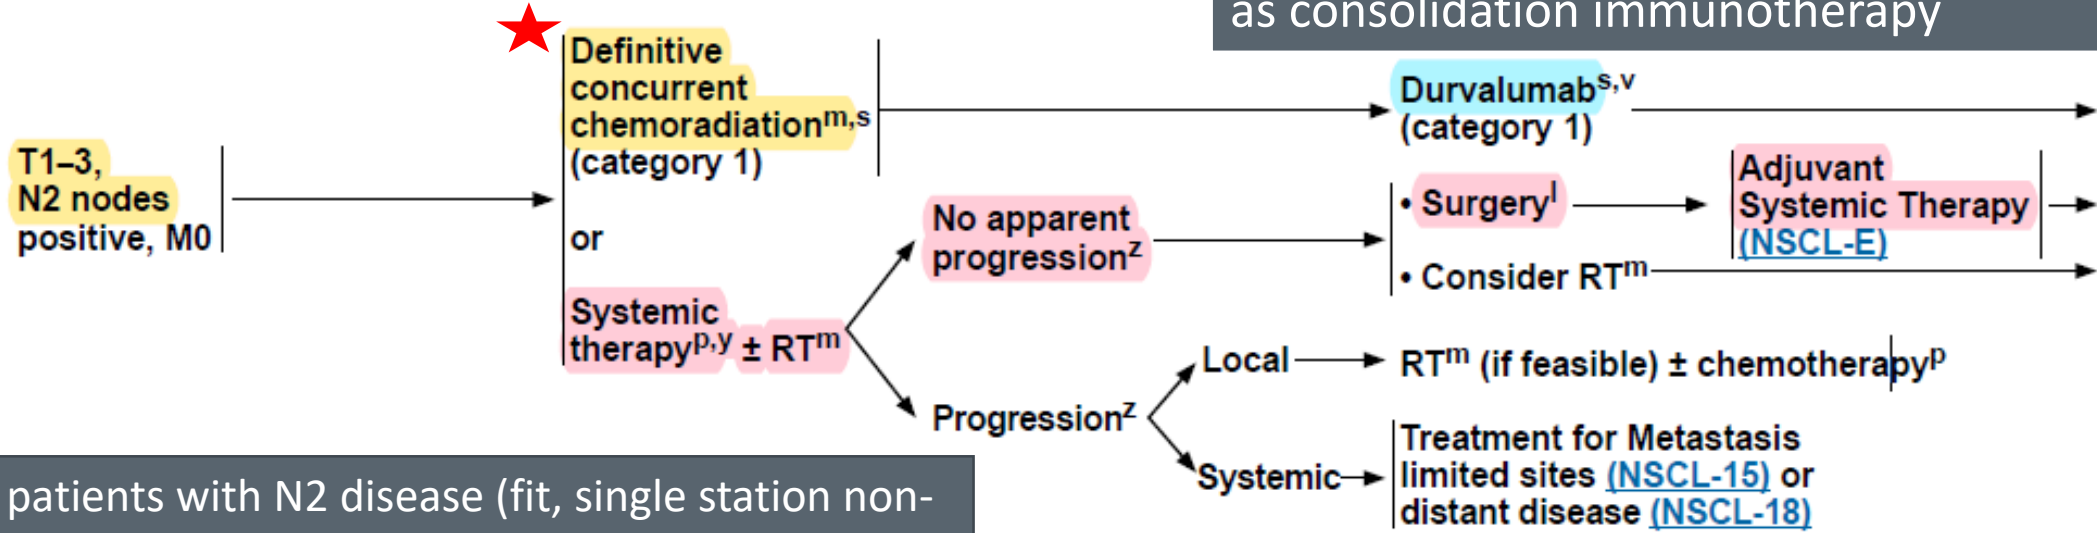 as consolidation immunotherapy
T1–3,
N2 nodes
positive, M0
Definitive
concurrent
chemoradiationm,s
(category 1)
or
Systemic
therapyp,y ± RTm
No apparent
progressionz
Progressionz
Durvalumabs,v
(category 1)
• Surgeryl
Adjuvant
Systemic Therapy
(NSCL-E)
• Consider RTm
Local
RTm (if feasible) ± chemotherapyp
Systemic
Treatment for Metastasis
limited sites (NSCL-15) or
distant disease (NSCL-18)
patients with N2 disease (fit, single station non-